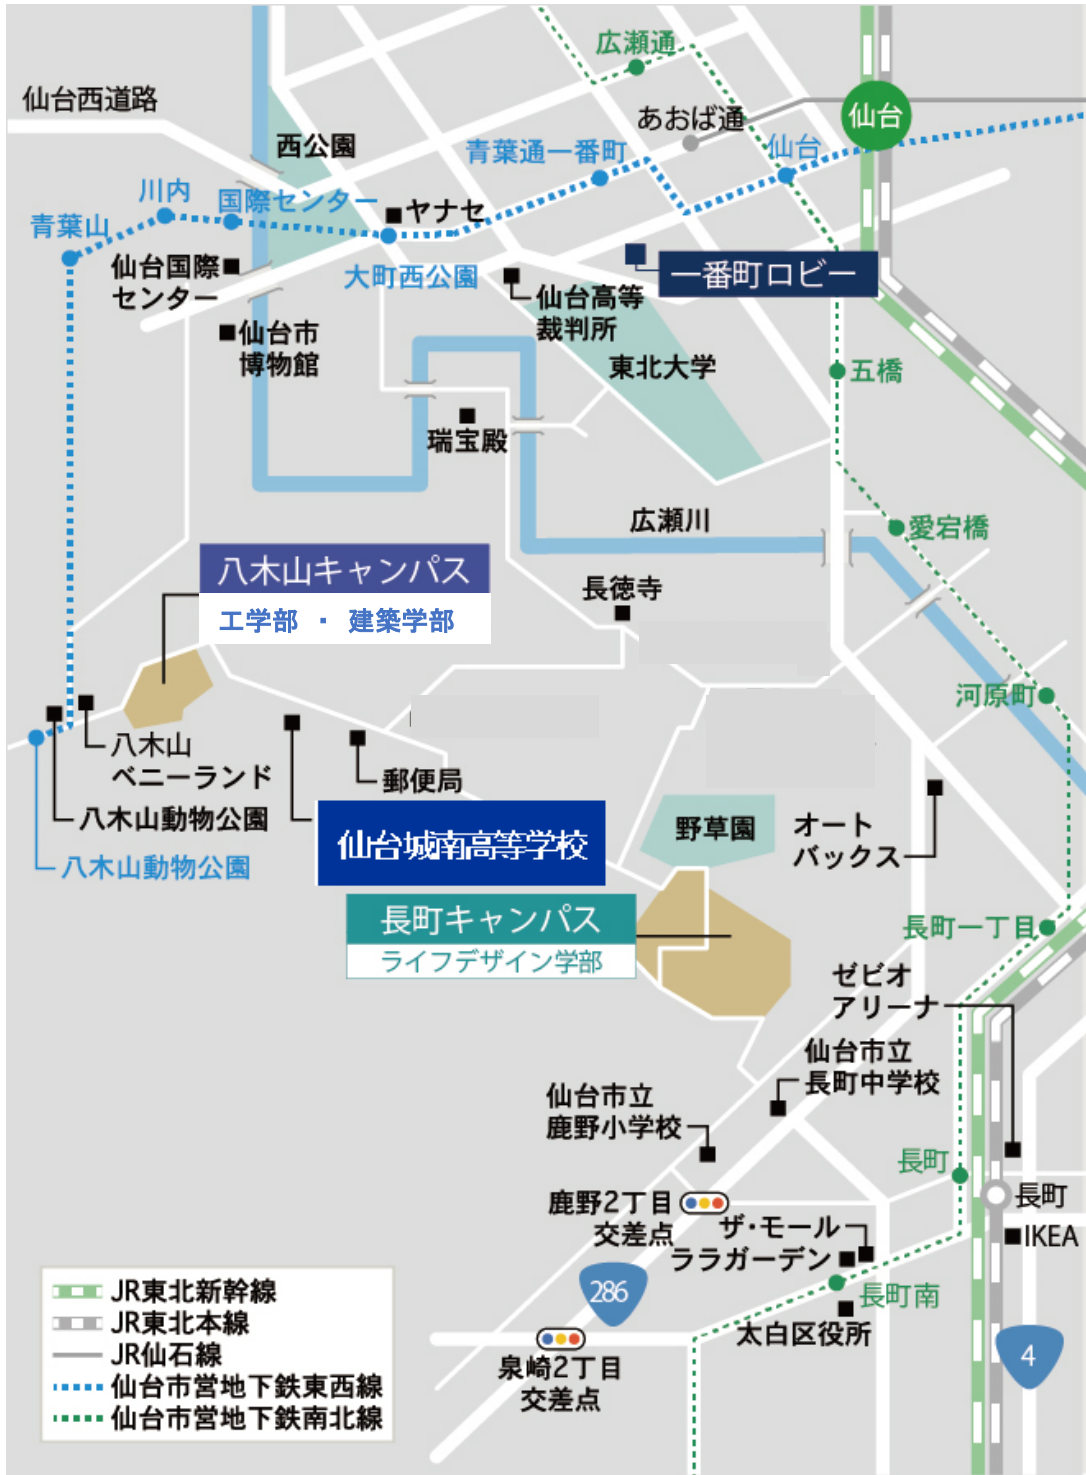 広瀬通
仙台西道路
あおば通
仙台
西公園
青葉通一番町
仙台
川内
国際センター
ヤナセ
青葉山
大町西公園
仙台国際
センター
一番町ロビー
仙台高等
裁判所
仙台市
博物館
東北大学
五橋
瑞宝殿
広瀬川
愛宕橋
八木山キャンパス
工学部 ・ 建築学部
長徳寺
河原町
八木山
ベニーランド
郵便局
八木山動物公園
八木山動物公園
仙台城南高等学校
野草園
オート
バックス
長町キャンパス
ライフデザイン学部
長町一丁目
ゼビオ
アリーナ
仙台市立
長町中学校
仙台市立
鹿野小学校
長町
長町
鹿野2丁目
交差点
ザ・モール
ララガーデン
IKEA
286
長町南
太白区役所
泉崎2丁目
交差点
4
JR東北新幹線
JR東北本線
JR仙石線
仙台市営地下鉄東西線
仙台市営地下鉄南北線